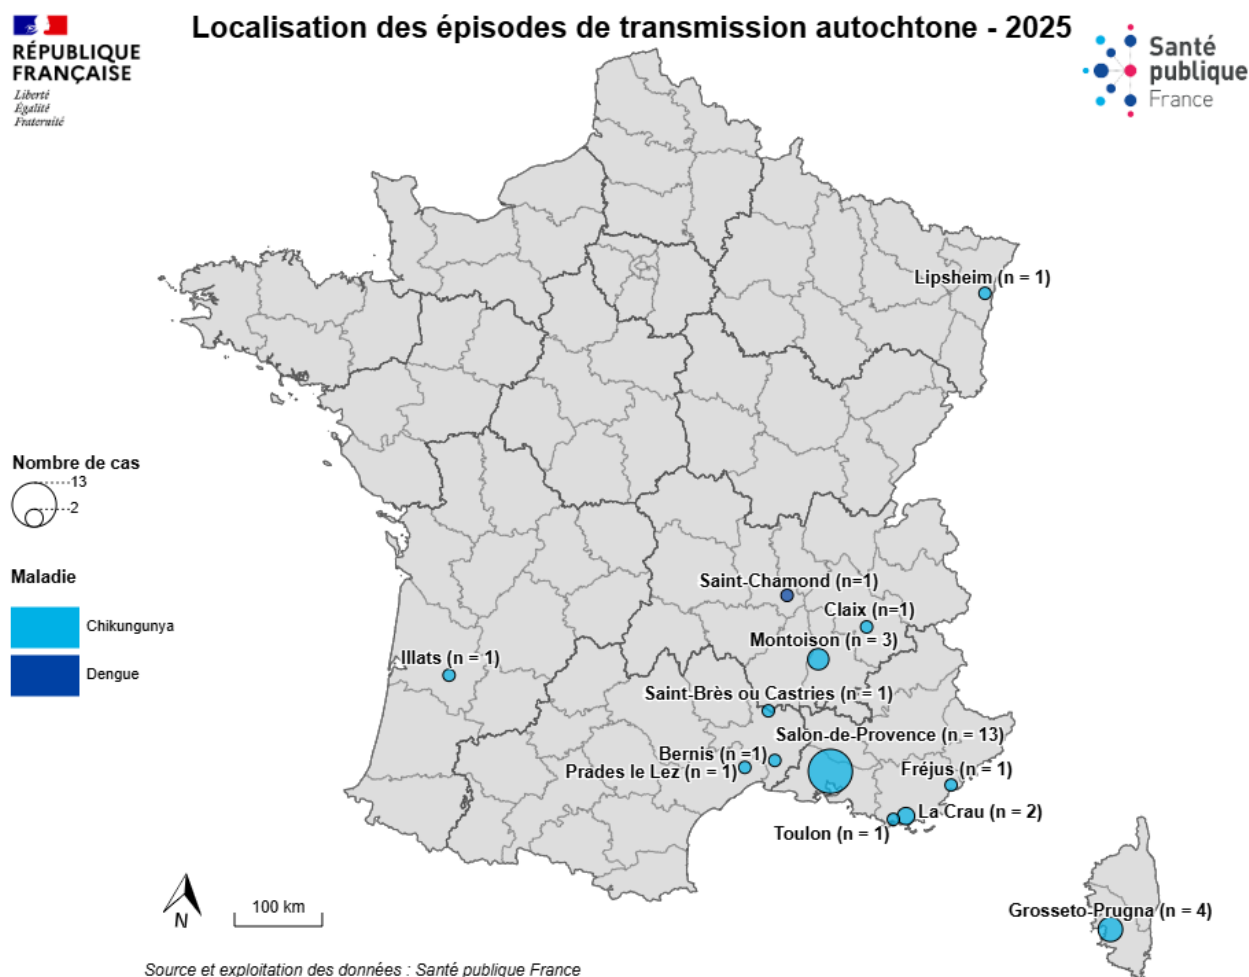 Localisation des épisodes de transmission autochtone - 2025
RÉPUBLIQUE
FRANÇAISE
Liberté
Égalité
Fraternité
Santé
publique
France
Lipsheim (n = 1)
Nombre de cas
13
2
Maladie
Chikungunya
Dengue
Saint-Chamond (n=1)
Claix (n=1)
Montoison (n = 3)
Illats (n = 1)
Saint-Brès ou Castries (n = 1)
Salon-de-Provence (n = 13)
Bernis (n =1)
Prades le Lez (n = 1)
Fréjus (n = 1)
La Crau (n = 2)
Toulon (n = 1)
Grosseto-Prugna (n = 4)
N
100 km
Source et exploitation des données : Santé publique France